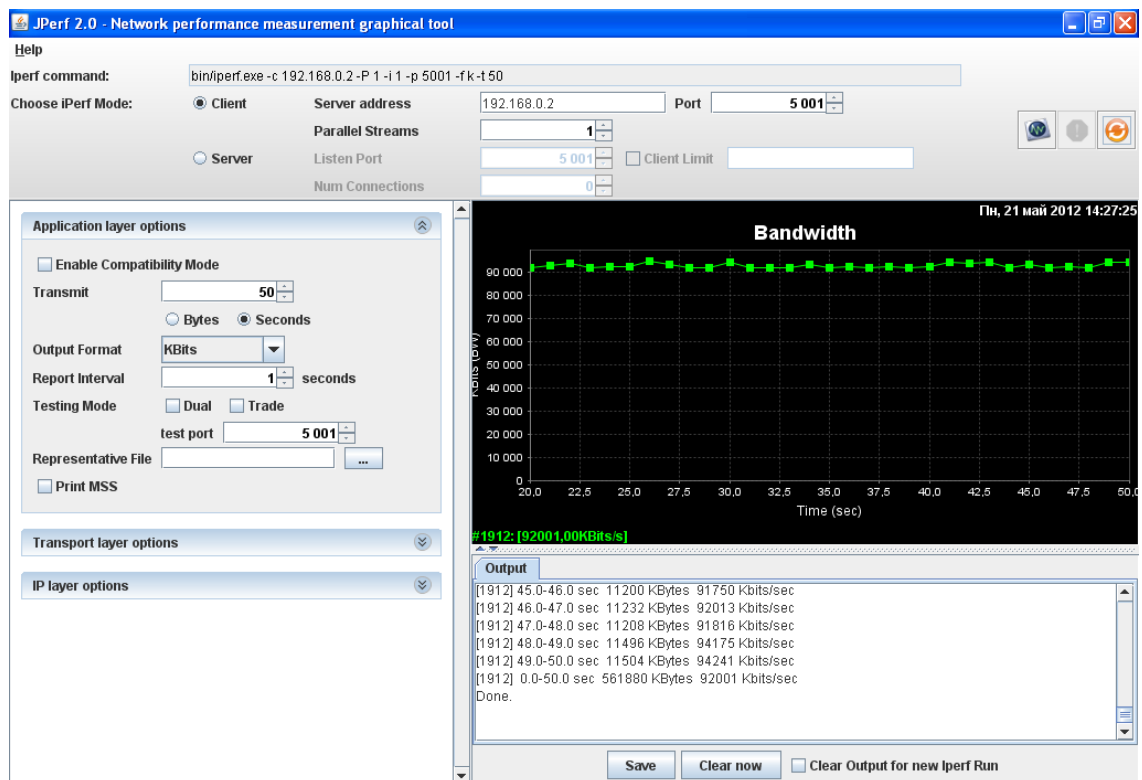 JPerf 2.0 - Network performance measurement graphical tool
Help
Iperf command: bin/iperf.exe -c 192.168.0.2 -P 1 -i 1 -p 5001 -f k -t 50
Choose iPerf Mode: Client Server address 192.168.0.2 Port 5 001
Parallel Streams 1
Server Listen Port 5 001 Client Limit
Num Connections 0
Application layer options
Enable Compatibility Mode
Transmit 50
Bytes Seconds
Output Format KBits
Report Interval 1 seconds
Testing Mode Dual Trade
test port 5 001
Representative File ...
Print MSS
Transport layer options
IP layer options
Пн, 21 май 2012 14:27:25
Bandwidth
KBits (BW)
90 000
80 000
70 000
60 000
50 000
40 000
30 000
20 000
10 000
0
20,0 22,5 25,0 27,5 30,0 32,5 35,0 37,5 40,0 42,5 45,0 47,5 50,0
Time (sec)
#1912: [92001,00KBits/s]
Output
[1912] 45.0-46.0 sec 11200 KBytes 91750 Kbits/sec
[1912] 46.0-47.0 sec 11232 KBytes 92013 Kbits/sec
[1912] 47.0-48.0 sec 11208 KBytes 91816 Kbits/sec
[1912] 48.0-49.0 sec 11496 KBytes 94175 Kbits/sec
[1912] 49.0-50.0 sec 11504 KBytes 94241 Kbits/sec
[1912] 0.0-50.0 sec 561880 KBytes 92001 Kbits/sec
Done.
Save Clear now Clear Output for new Iperf Run